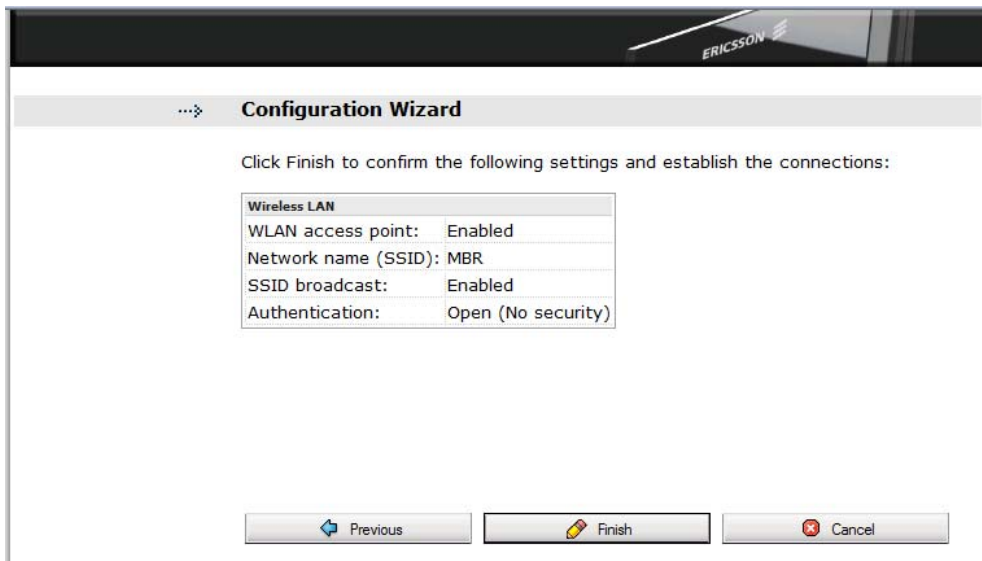 ERICSSON
Configuration Wizard
Click Finish to confirm the following settings and establish the connections:
Wireless LAN
WLAN access point: Enabled
Network name (SSID): MBR
SSID broadcast: Enabled
Authentication: Open (No security)
Previous Finish Cancel